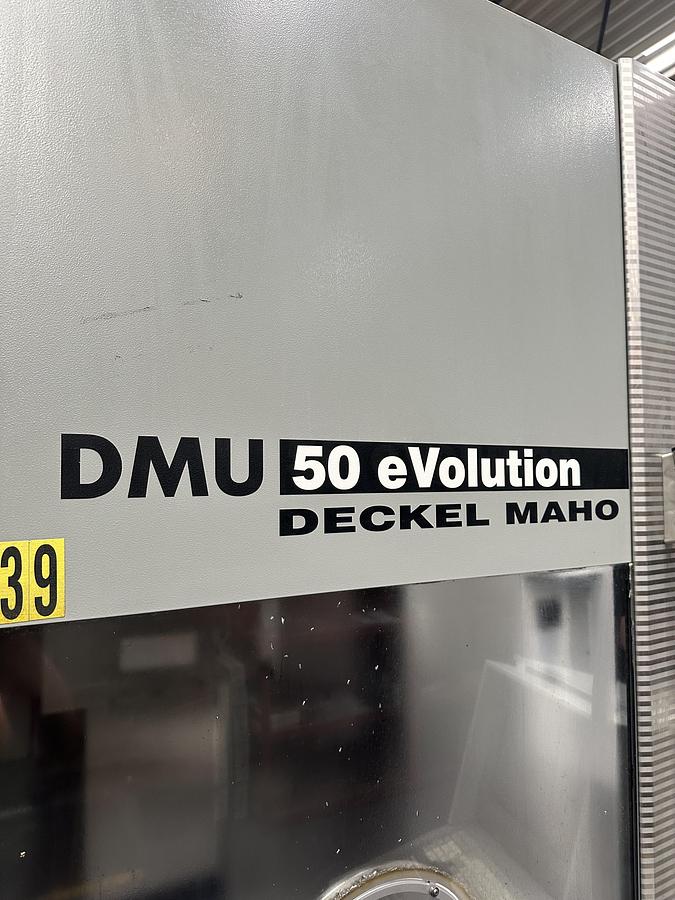 DMU 50 eVolution
DECKEL MAHO
39